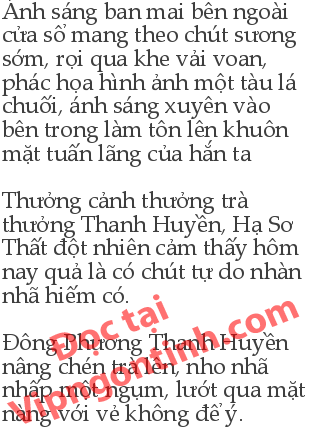 Ánh sáng ban mai bên ngoài
cửa sổ mang theo chút sương
sớm, rọi qua khe vải voan,
phác họa hình ảnh một tàu lá
chuối, ánh sáng xuyên vào
bên trong làm tôn lên khuôn
mặt tuấn lãng của hắn ta
Thưởng cảnh thưởng trà
thưởng Thanh Huyền, Hạ Sơ
Thất đột nhiên cảm thấy hôm
nay quả là có chút tự do nhàn
nhã hiếm có.
Đông Phương Thanh Huyền
nâng chén trà lên, nho nhã
nhấp một ngụm, lướt qua mặt
nàng với vẻ không để ý.
Đọc tại
Vipngontinh.com